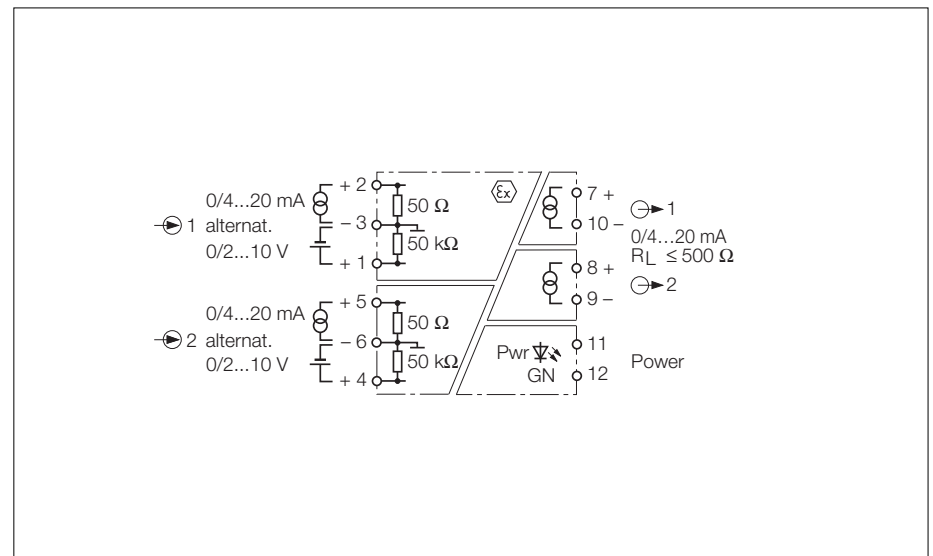 0/4...20 mA
1 alternat.
0/2...10 V
+ 2
− 3
+ 1
50 Ω
50 kΩ
εx
7 +
10 −
1
0/4...20 mA
RL ≤ 500 Ω
8 +
9 −
2
0/4...20 mA
2 alternat.
0/2...10 V
+ 5
− 6
+ 4
50 Ω
50 kΩ
Pwr
GN
11
12
Power